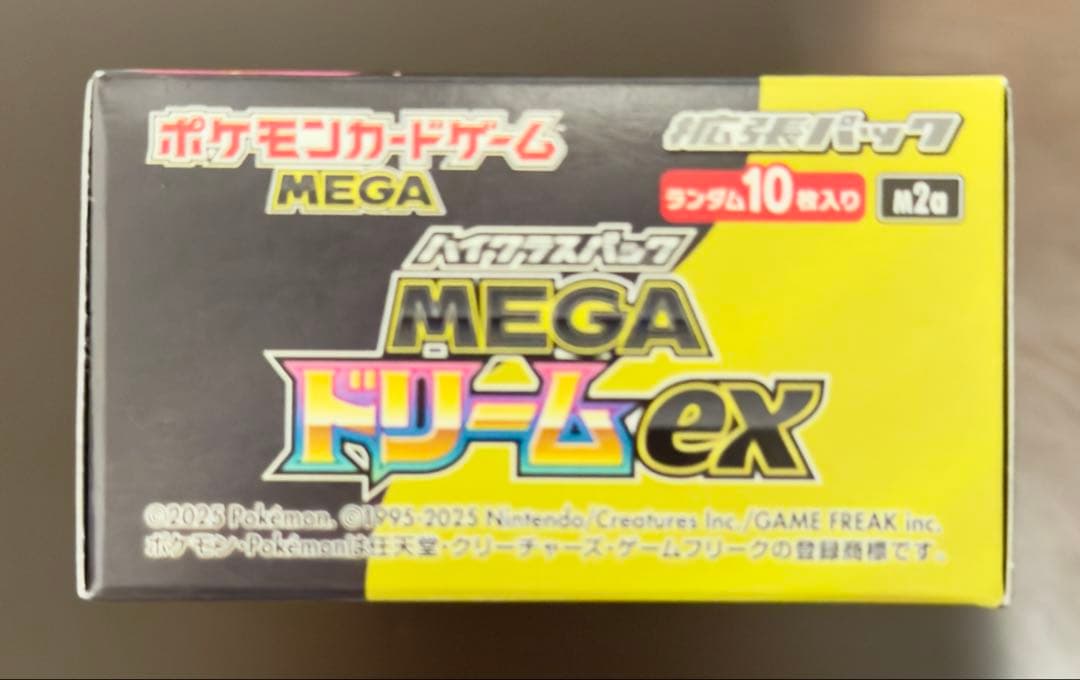 ポケモンカードゲーム
MEGA
拡張パック
ランダム10枚入り M2a
ハイクラスパック
MEGA
ドリームex
©2025 Pokémon. ©1995-2025 Nintendo/Creatures Inc./GAME FREAK inc.
ポケモン・Pokémonは任天堂・クリーチャーズ・ゲームフリークの登録商標です。